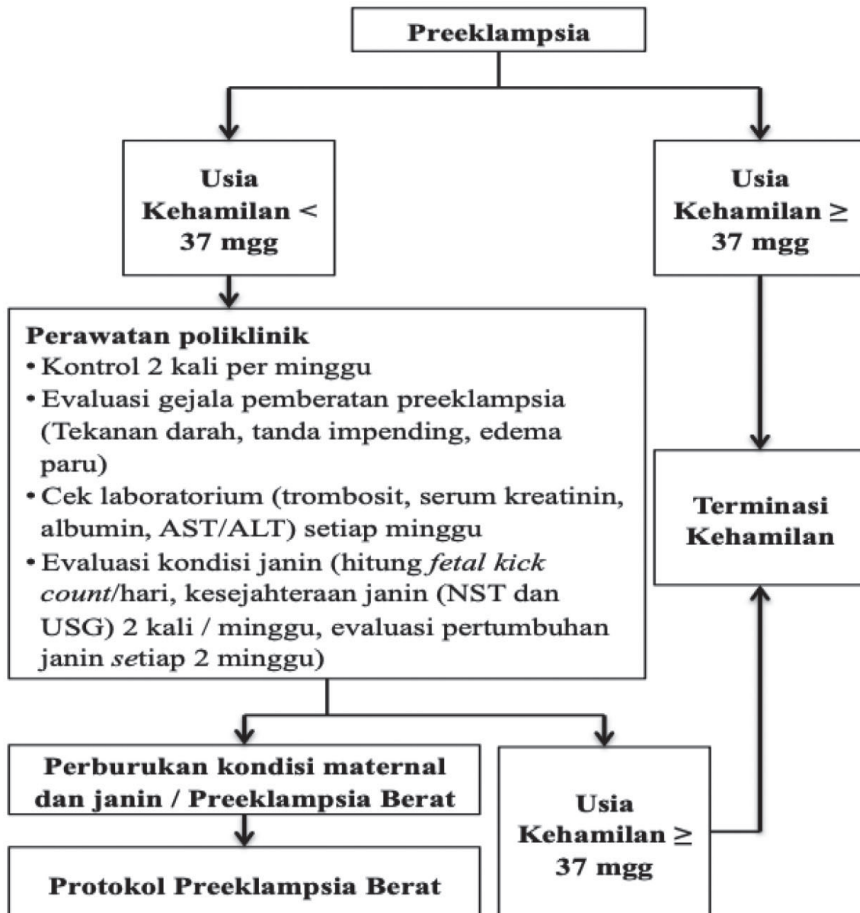 Preeklampsia
Usia
Kehamilan <
37 mgg
Usia
Kehamilan ≥
37 mgg
Perawatan poliklinik
• Kontrol 2 kali per minggu
• Evaluasi gejala pemberatan preeklampsia
(Tekanan darah, tanda impending, edema
paru)
• Cek laboratorium (trombosit, serum kreatinin,
albumin, AST/ALT) setiap minggu
• Evaluasi kondisi janin (hitung fetal kick
count/hari, kesejahteraan janin (NST dan
USG) 2 kali / minggu, evaluasi pertumbuhan
janin setiap 2 minggu)
Terminasi
Kehamilan
Perburukan kondisi maternal
dan janin / Preeklampsia Berat
Usia
Kehamilan ≥
37 mgg
Protokol Preeklampsia Berat